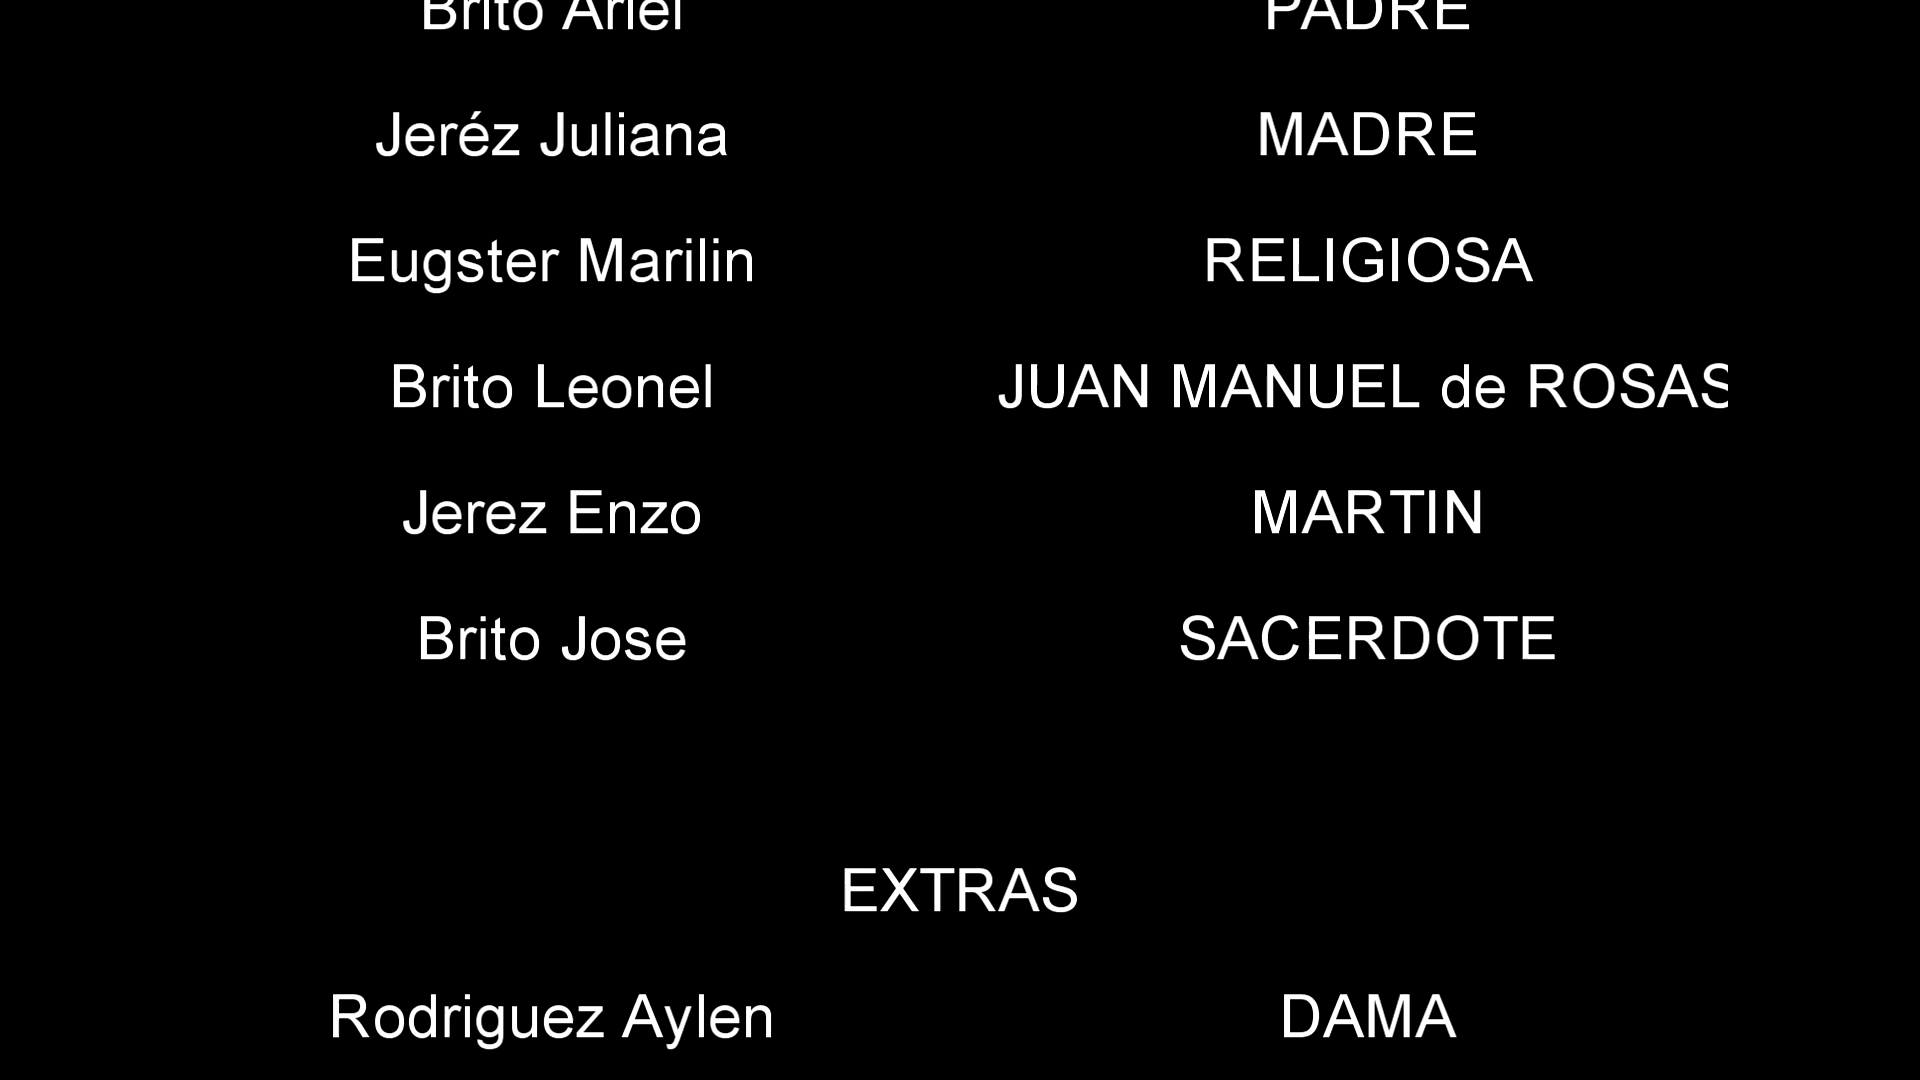 Brito Ariel PADRE
Jeréz Juliana MADRE
Eugster Marilin RELIGIOSA
Brito Leonel JUAN MANUEL de ROSAS
Jerez Enzo MARTIN
Brito Jose SACERDOTE
EXTRAS
Rodriguez Aylen DAMA